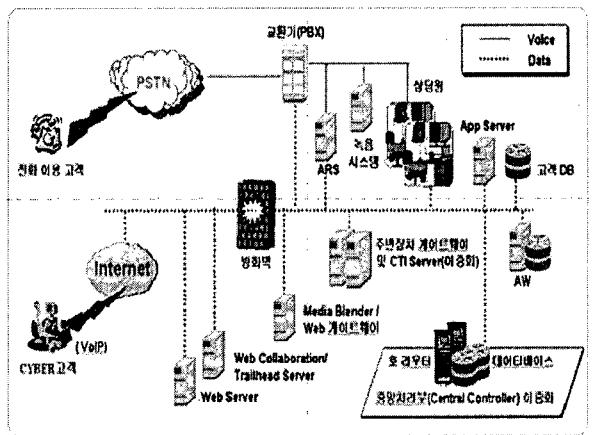 교환기(PBX)
Voice
Data
PSTN
상담원
App Server
녹음
시스템
ARS
고객 DB
전화 이용 고객
방화벽
주변장치 게이트웨이
및 CTI Server(이중화)
AW
Internet
Media Blender /
Web 게이트웨이
(VoIP)
CYBER고객
Web Collaboration/
Trailhead Server
Web Server
호 라우터
데이터베이스
중앙처리부(Central Controller) 이중화